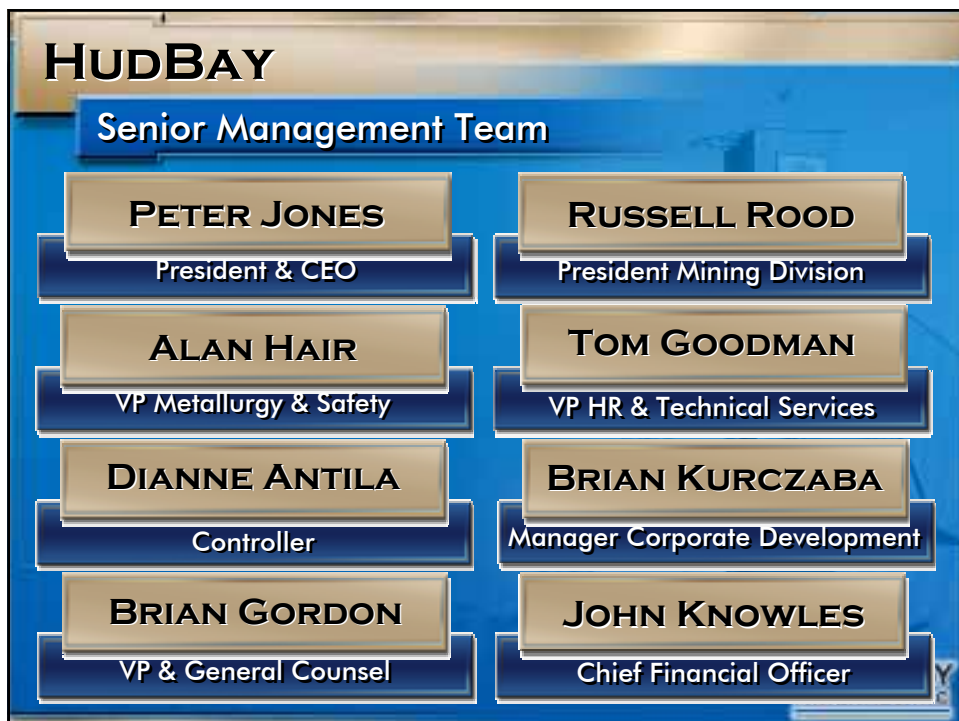 HUDBAY
Senior Management Team
PETER JONES
President & CEO
RUSSELL ROOD
President Mining Division
ALAN HAIR
VP Metallurgy & Safety
TOM GOODMAN
VP HR & Technical Services
DIANNE ANTILA
Controller
BRIAN KURCZABA
Manager Corporate Development
BRIAN GORDON
VP & General Counsel
JOHN KNOWLES
Chief Financial Officer